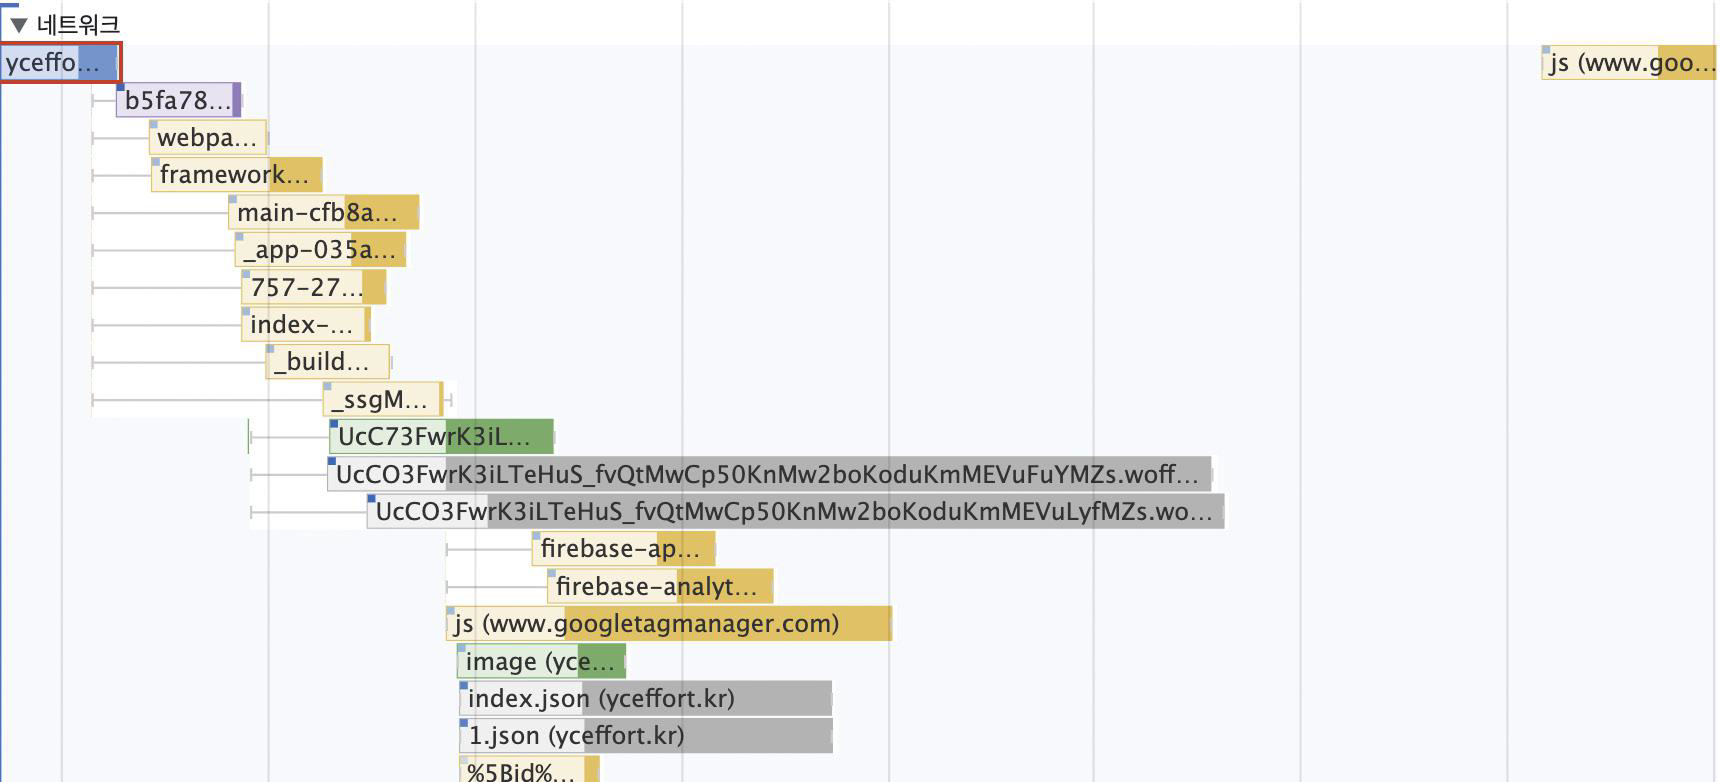 ▼ 네트워크
yceffo...
js (www.goo...
b5fa78...
webpa...
framework...
main-cfb8a...
_app-035a...
757-27...
index-...
_build...
_ssgM...
UcC73FwrK3iL...
UcCO3FwrK3iLTeHuS_fvQtMwCp50KnMw2boKoduKmMEVuFuYMZs.woff...
UcCO3FwrK3iLTeHuS_fvQtMwCp50KnMw2boKoduKmMEVuLyfMZs.wo...
firebase-ap...
firebase-analyt...
js (www.googletagmanager.com)
image (yce...
index.json (yceffort.kr)
1.json (yceffort.kr)
%5Bid%...